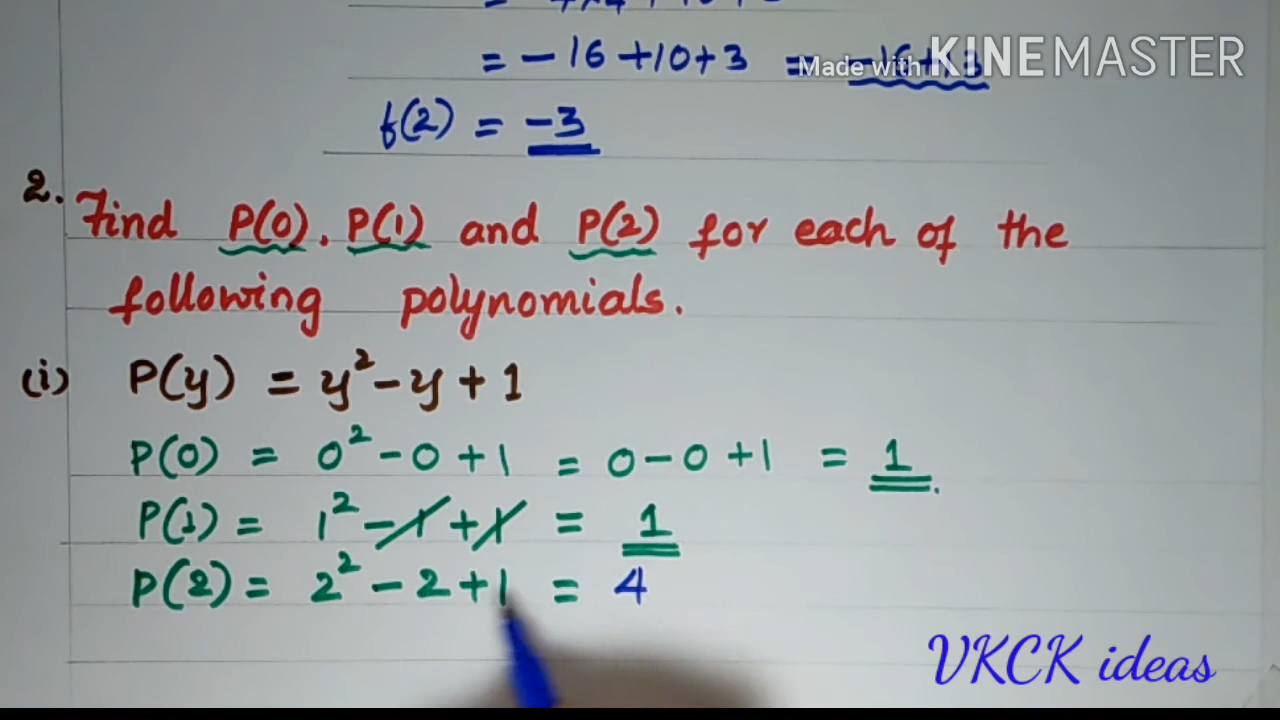 = -16+10+3 = -16+13
Made with KINEMASTER
f(2) = -3
2. Find P(0), P(1) and P(2) for each of the
following polynomials.
(i) P(y) = y²-y+1
P(0) = 0²-0+1 = 0-0+1 = 1.
P(1) = 1²-1+1 = 1
P(2) = 2²-2+1 = 4
VKCK ideas